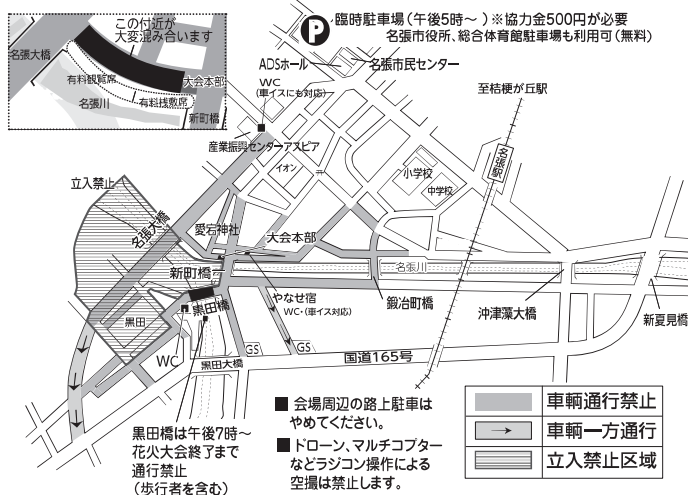 この付近が
大変混み合います
名張大橋
有料観覧席
大会本部
名張川
有料桟敷席
新町橋
P 臨時駐車場(午後5時～)※協力金500円が必要
名張市役所、総合体育館駐車場も利用可(無料)
ADSホール
名張市民センター
WC
(車イスにも対応)
至桔梗が丘駅
産業振興センターアスピア
イオン
小学校
中学校
名張駅
立入禁止
名張大橋
愛宕神社
大会本部
新町橋
名張川
やなせ宿
WC・(車イス対応)
鍛冶町橋
沖津藻大橋
新夏見橋
黒田橋
黒田
WC
黒田大橋
GS
GS
国道165号
黒田橋は午後7時～
花火大会終了まで
通行禁止
(歩行者を含む)
■ 会場周辺の路上駐車は
やめてください。
■ ドローン、マルチコプター
などラジコン操作による
空撮は禁止します。
車輌通行禁止
車輌一方通行
立入禁止区域